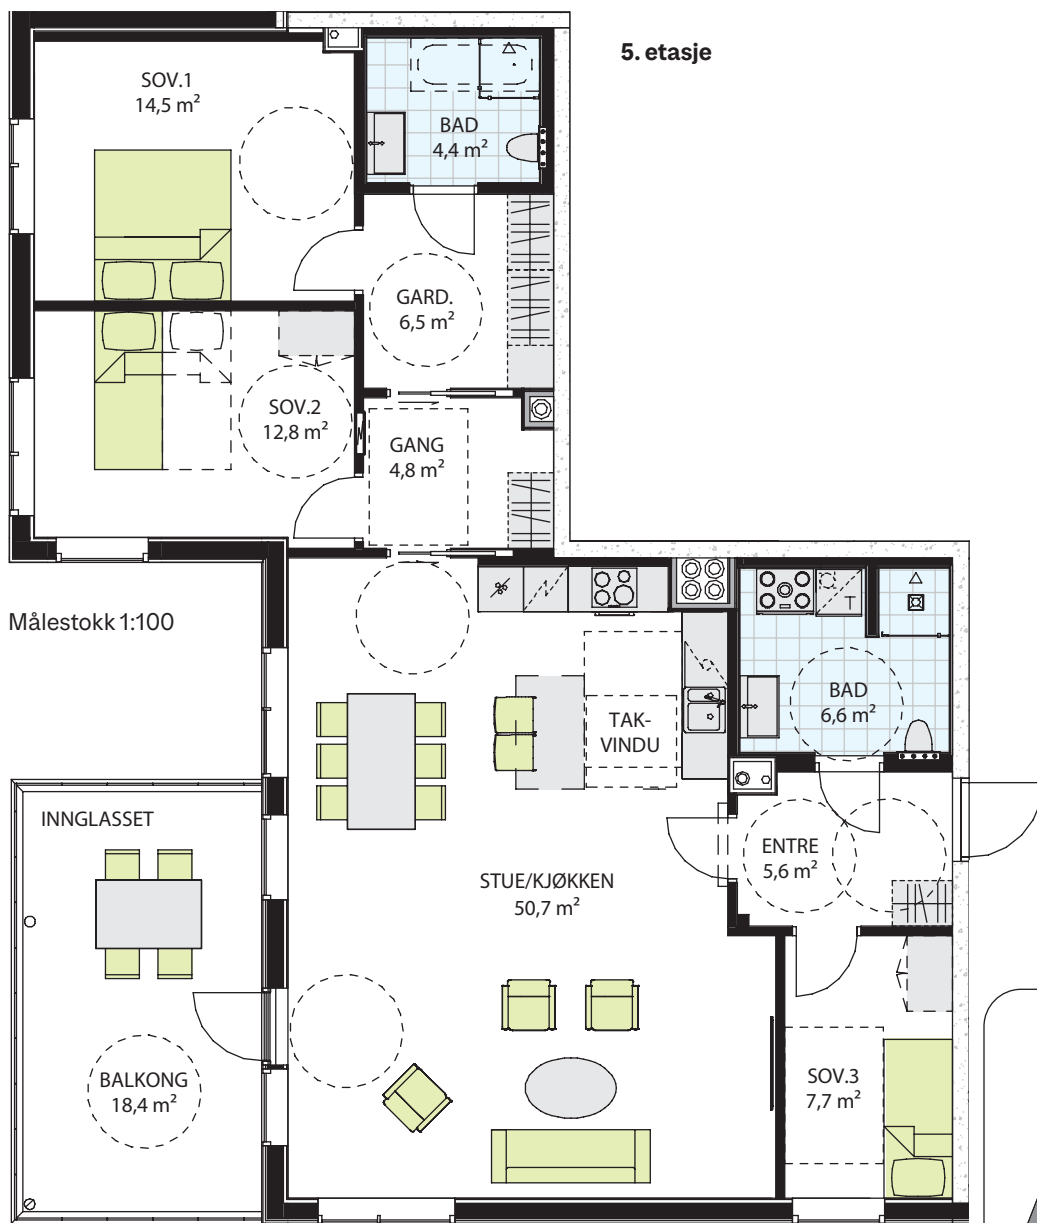 5. etasje
SOV.1
14,5 m²
BAD
4,4 m²
GARD.
6,5 m²
SOV.2
12,8 m²
GANG
4,8 m²
Målestokk 1:100
TAK-
VINDU
BAD
6,6 m²
T
INNGLASSET
ENTRE
5,6 m²
STUE/KJØKKEN
50,7 m²
BALKONG
18,4 m²
SOV.3
7,7 m²